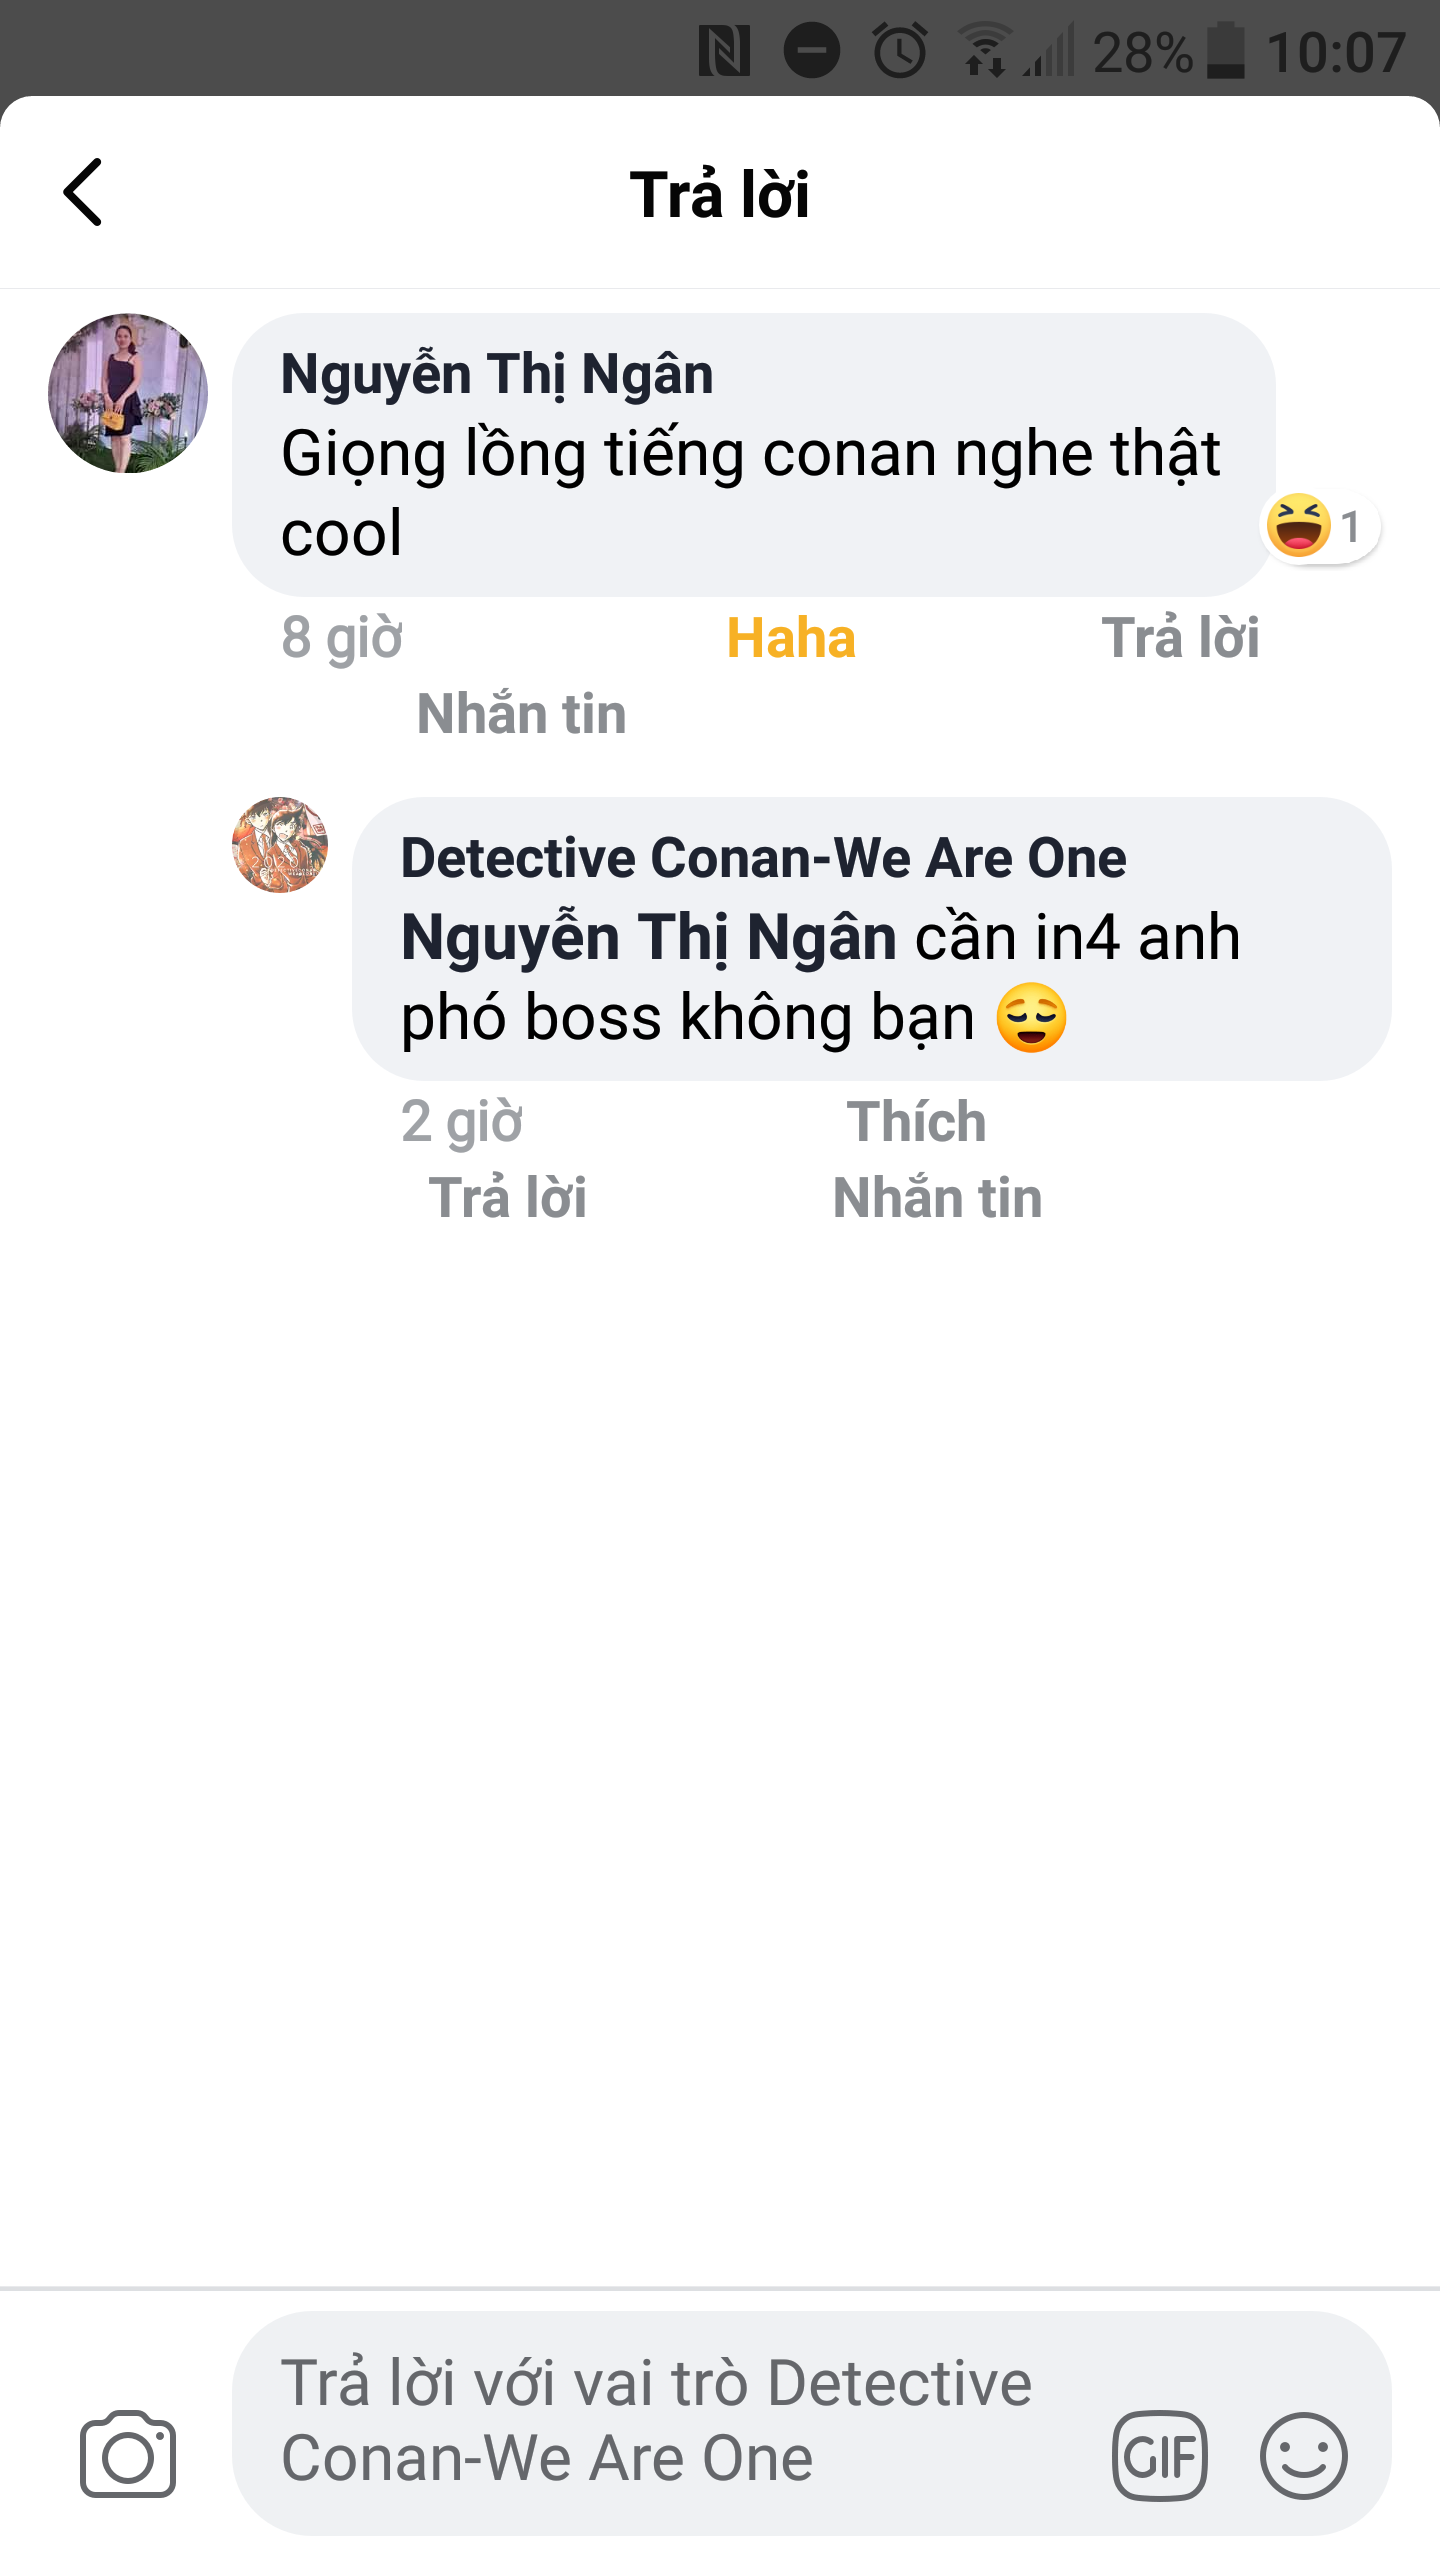 28% 10:07
Trả lời
Nguyễn Thị Ngân
Giọng lồng tiếng conan nghe thật
cool
1
8 giờ Haha Trả lời
Nhắn tin
2020
Detective Conan-We Are One
Nguyễn Thị Ngân cần in4 anh
phó boss không bạn 😌
2 giờ Thích
Trả lời Nhắn tin
Trả lời với vai trò Detective
Conan-We Are One
GIF